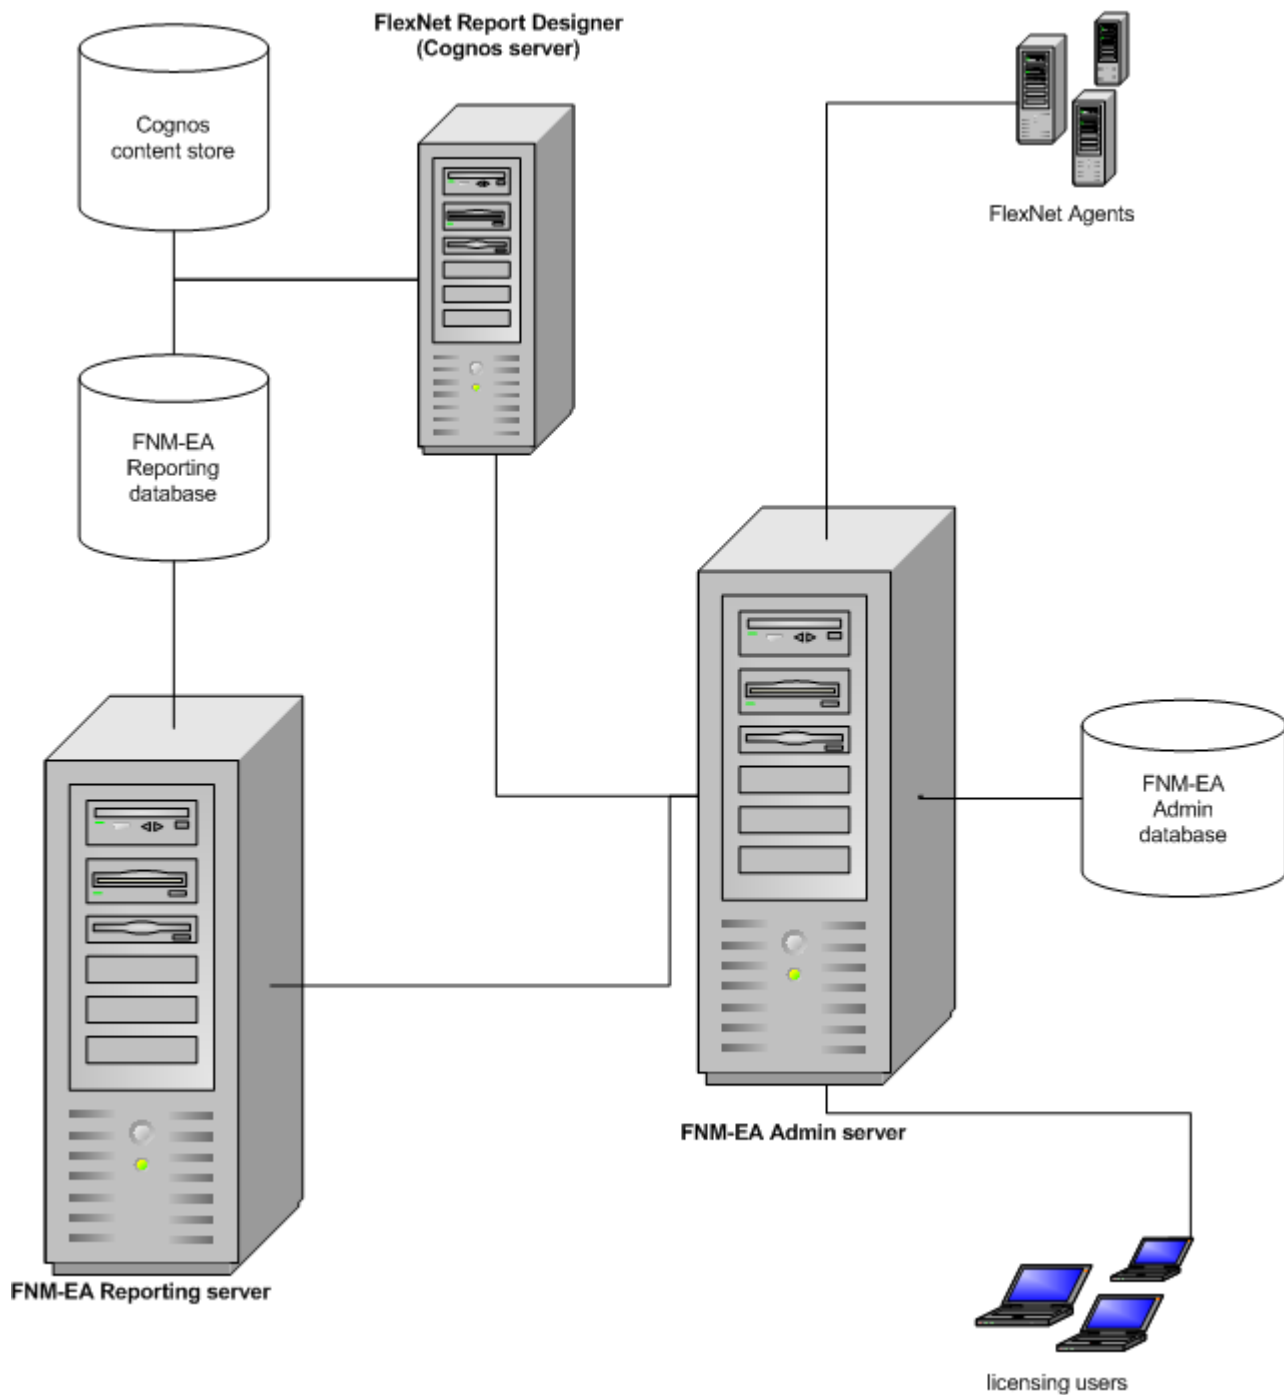 FlexNet Report Designer
(Cognos server)
Cognos
content store
FlexNet Agents
FNM-EA
Reporting
database
FNM-EA
Admin
database
FNM-EA Admin server
FNM-EA Reporting server
licensing users